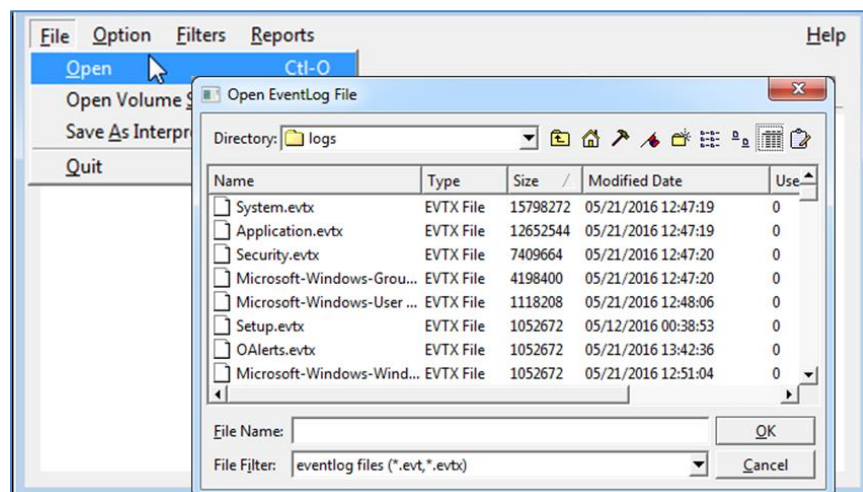 File Option Filters Reports Help
Open Ctl-O
Open Volume S
Save As Interpr
Quit
Open EventLog File
Directory: logs
Name Type Size Modified Date Use
System.evtx EVTX File 15798272 05/21/2016 12:47:19 0
Application.evtx EVTX File 12652544 05/21/2016 12:47:19 0
Security.evtx EVTX File 7409664 05/21/2016 12:47:20 0
Microsoft-Windows-Grou... EVTX File 4198400 05/21/2016 12:47:20 0
Microsoft-Windows-User ... EVTX File 1118208 05/21/2016 12:48:06 0
Setup.evtx EVTX File 1052672 05/12/2016 00:38:53 0
OAlerts.evtx EVTX File 1052672 05/21/2016 13:42:36 0
Microsoft-Windows-Wind... EVTX File 1052672 05/21/2016 12:51:04 0
File Name: OK
File Filter: eventlog files (*.evt,*.evtx) Cancel